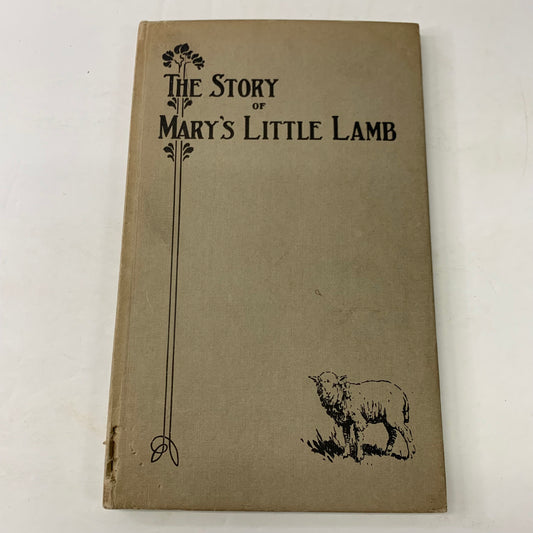 The Story
of
Mary's Little Lamb